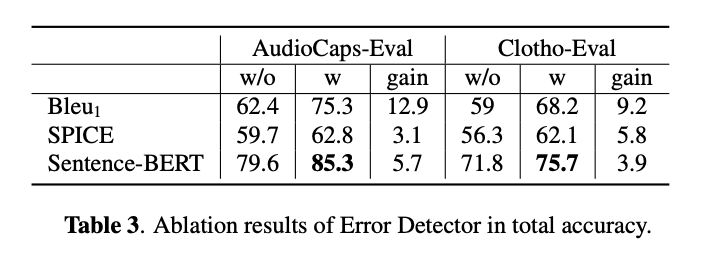 AudioCaps-Eval Clotho-Eval
w/o w gain w/o w gain
Bleu₁ 62.4 75.3 12.9 59 68.2 9.2
SPICE 59.7 62.8 3.1 56.3 62.1 5.8
Sentence-BERT 79.6 85.3 5.7 71.8 75.7 3.9
Table 3. Ablation results of Error Detector in total accuracy.